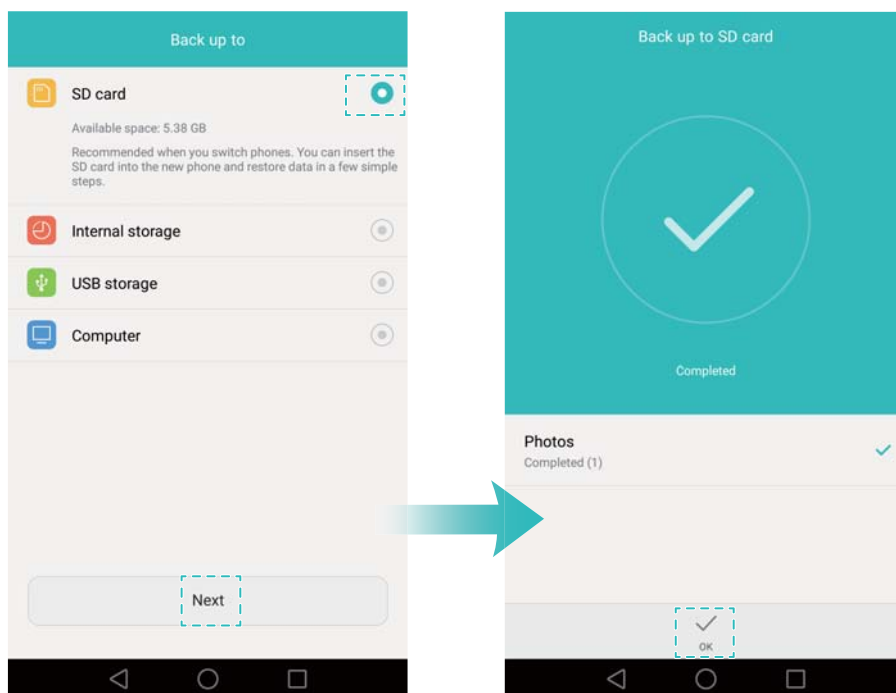 Back up to
SD card
Available space: 5.38 GB
Recommended when you switch phones. You can insert the
SD card into the new phone and restore data in a few simple
steps.
Internal storage
USB storage
Computer
Next
Back up to SD card
Completed
Photos
Completed (1)
OK